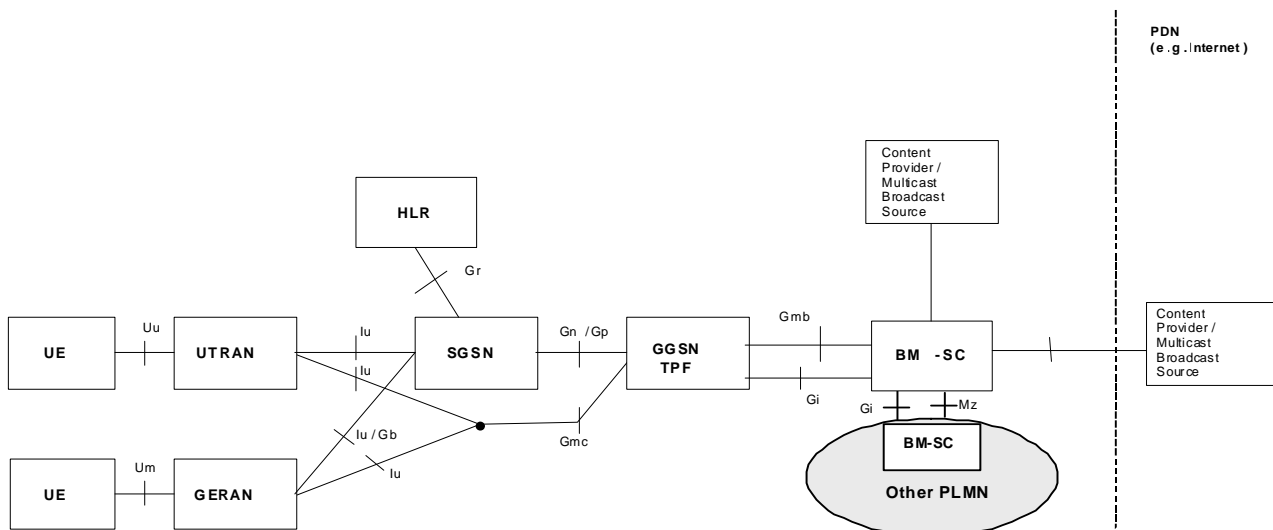 PDN
(e.g.Internet)
Content
Provider /
Multicast
Broadcast
Source
HLR
Gr
UE
Uu
UTRAN
Iu
Iu
SGSN
Gn /Gp
GGSN
TPF
Gmb
Gi
BM -SC
Content
Provider /
Multicast
Broadcast
Source
Gi
Mz
Iu/Gb
Gmc
BM-SC
UE
Um
GERAN
Iu
Other PLMN